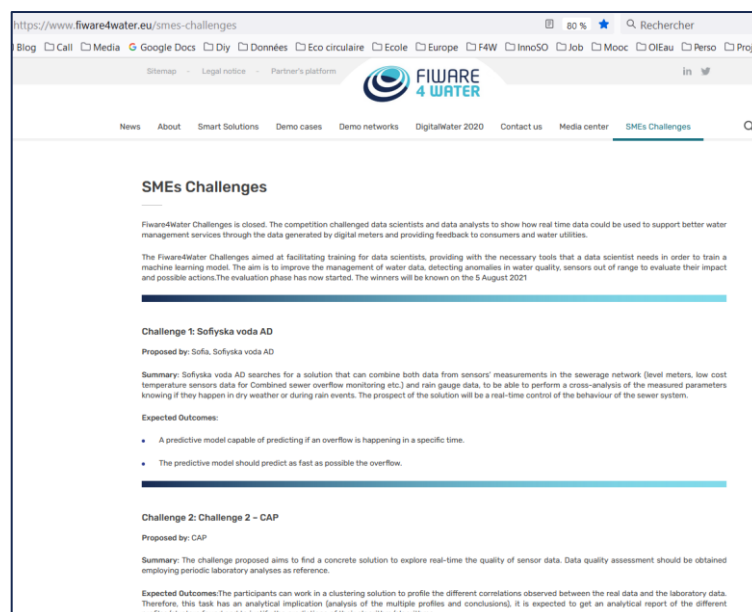 https://www.fiware4water.eu/smes-challenges 80 % Rechercher
Blog Call Media Google Docs Diy Données Eco circulaire Ecole Europe F4W InnoSO Job Mooc OIEau Perso Proj
Sitemap - Legal notice - Partner's platform
FIWARE
4 WATER
in
News About Smart Solutions Demo cases Demo networks DigitalWater 2020 Contact us Media center SMEs Challenges
SMEs Challenges
Fiware4Water Challenges is closed. The competition challenged data scientists and data analysts to show how real time data could be used to support better water
management services through the data generated by digital meters and providing feedback to consumers and water utilities.
The Fiware4Water Challenges aimed at facilitating training for data scientists, providing with the necessary tools that a data scientist needs in order to train a
machine learning model. The aim is to improve the management of water data, detecting anomalies in water quality, sensors out of range to evaluate their impact
and possible actions.The evaluation phase has now started. The winners will be known on the 5 August 2021
Challenge 1: Sofiyska voda AD
Proposed by: Sofia, Sofiyska voda AD
Summary: Sofiyska voda AD searches for a solution that can combine both data from sensors' measurements in the sewerage network (level meters, low cost
temperature sensors data for Combined sewer overflow monitoring etc.) and rain gauge data, to be able to perform a cross-analysis of the measured parameters
knowing if they happen in dry weather or during rain events. The prospect of the solution will be a real-time control of the behaviour of the sewer system.
Expected Outcomes:
• A predictive model capable of predicting if an overflow is happening in a specific time.
• The predictive model should predict as fast as possible the overflow.
Challenge 2: Challenge 2 – CAP
Proposed by: CAP
Summary: The challenge proposed aims to find a concrete solution to explore real-time the quality of sensor data. Data quality assessment should be obtained
employing periodic laboratory analyses as reference.
Expected Outcomes:The participants can work in a clustering solution to profile the different correlations observed between the real data and the laboratory data.
Therefore, this task has an analytical implication (analysis of the multiple profiles and conclusions), it is expected to get an analytical report of the different